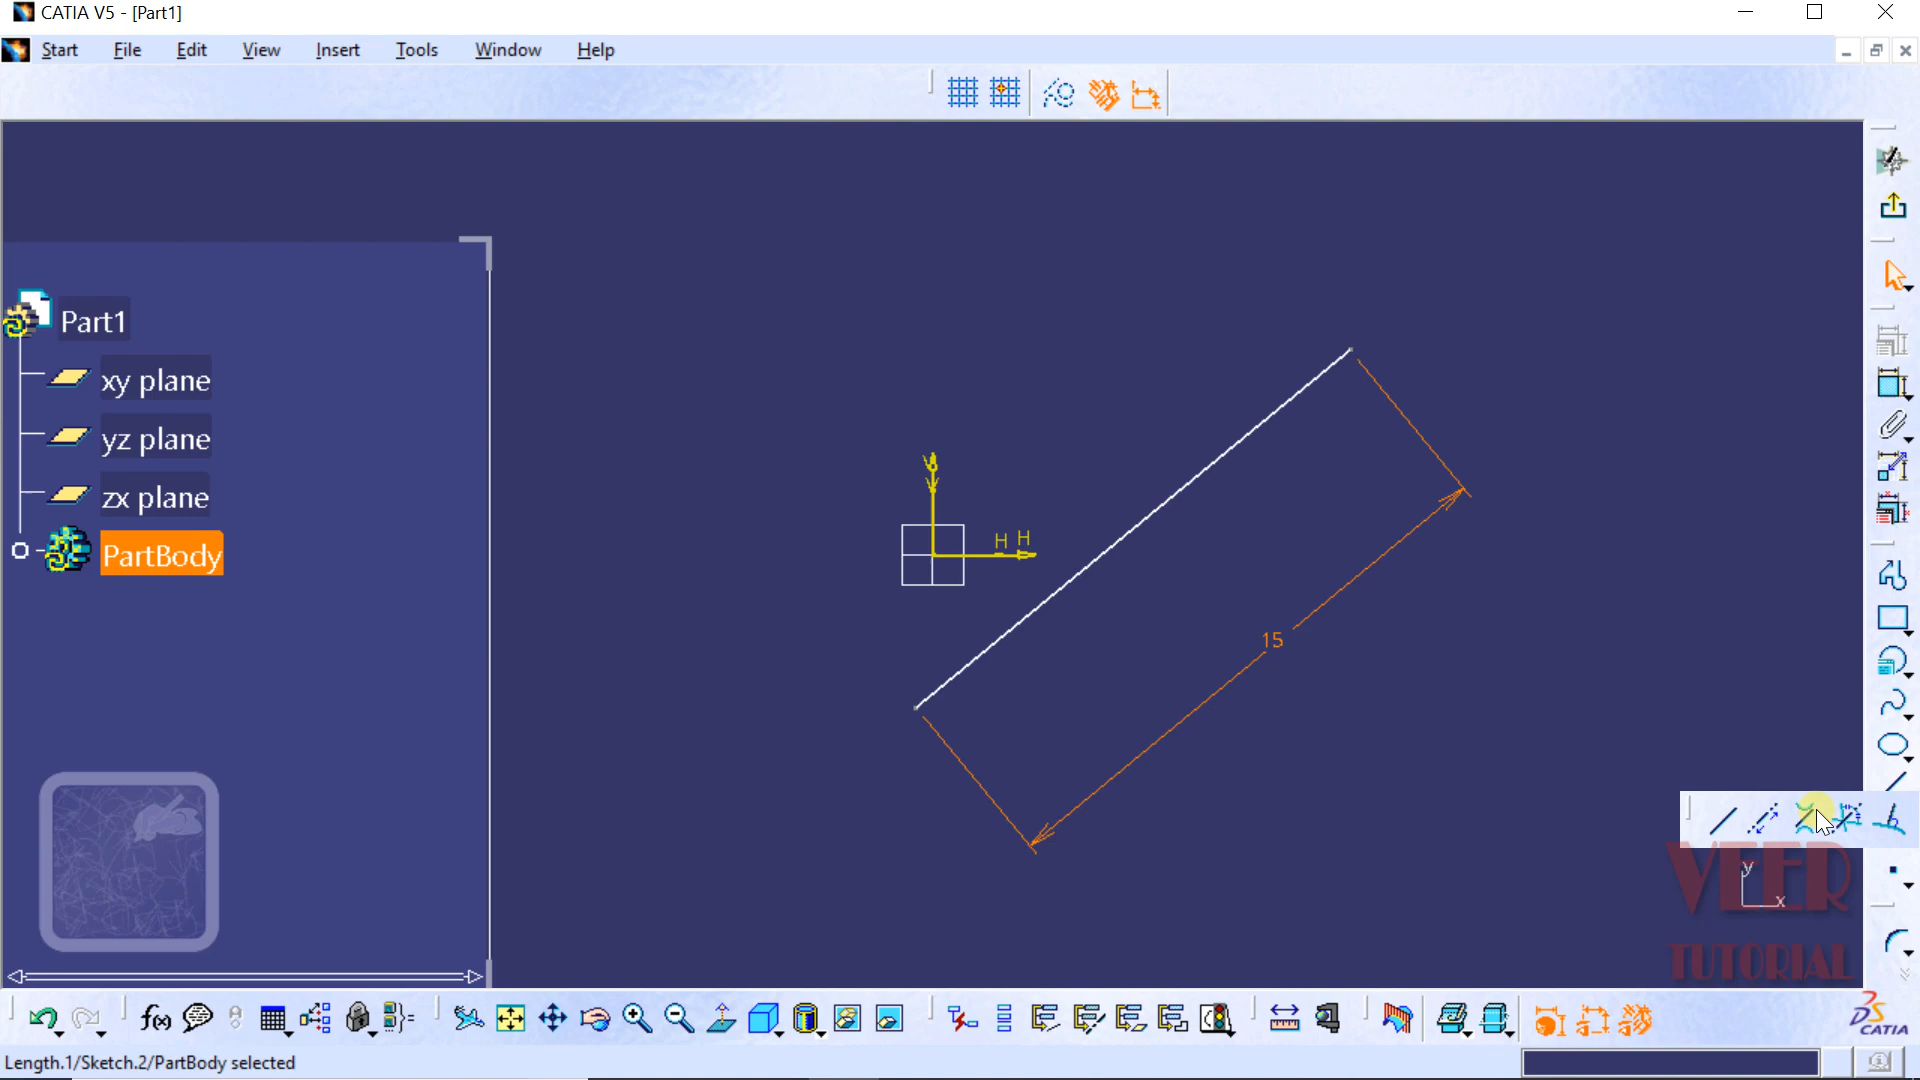 CATIA V5 - [Part1]
Start File Edit View Insert Tools Window Help
Part1
xy plane
yz plane
zx plane
PartBody
V
H H
15
y
x
VEER
TUTORIAL
f(x)
CATIA
Length.1/Sketch.2/PartBody selected